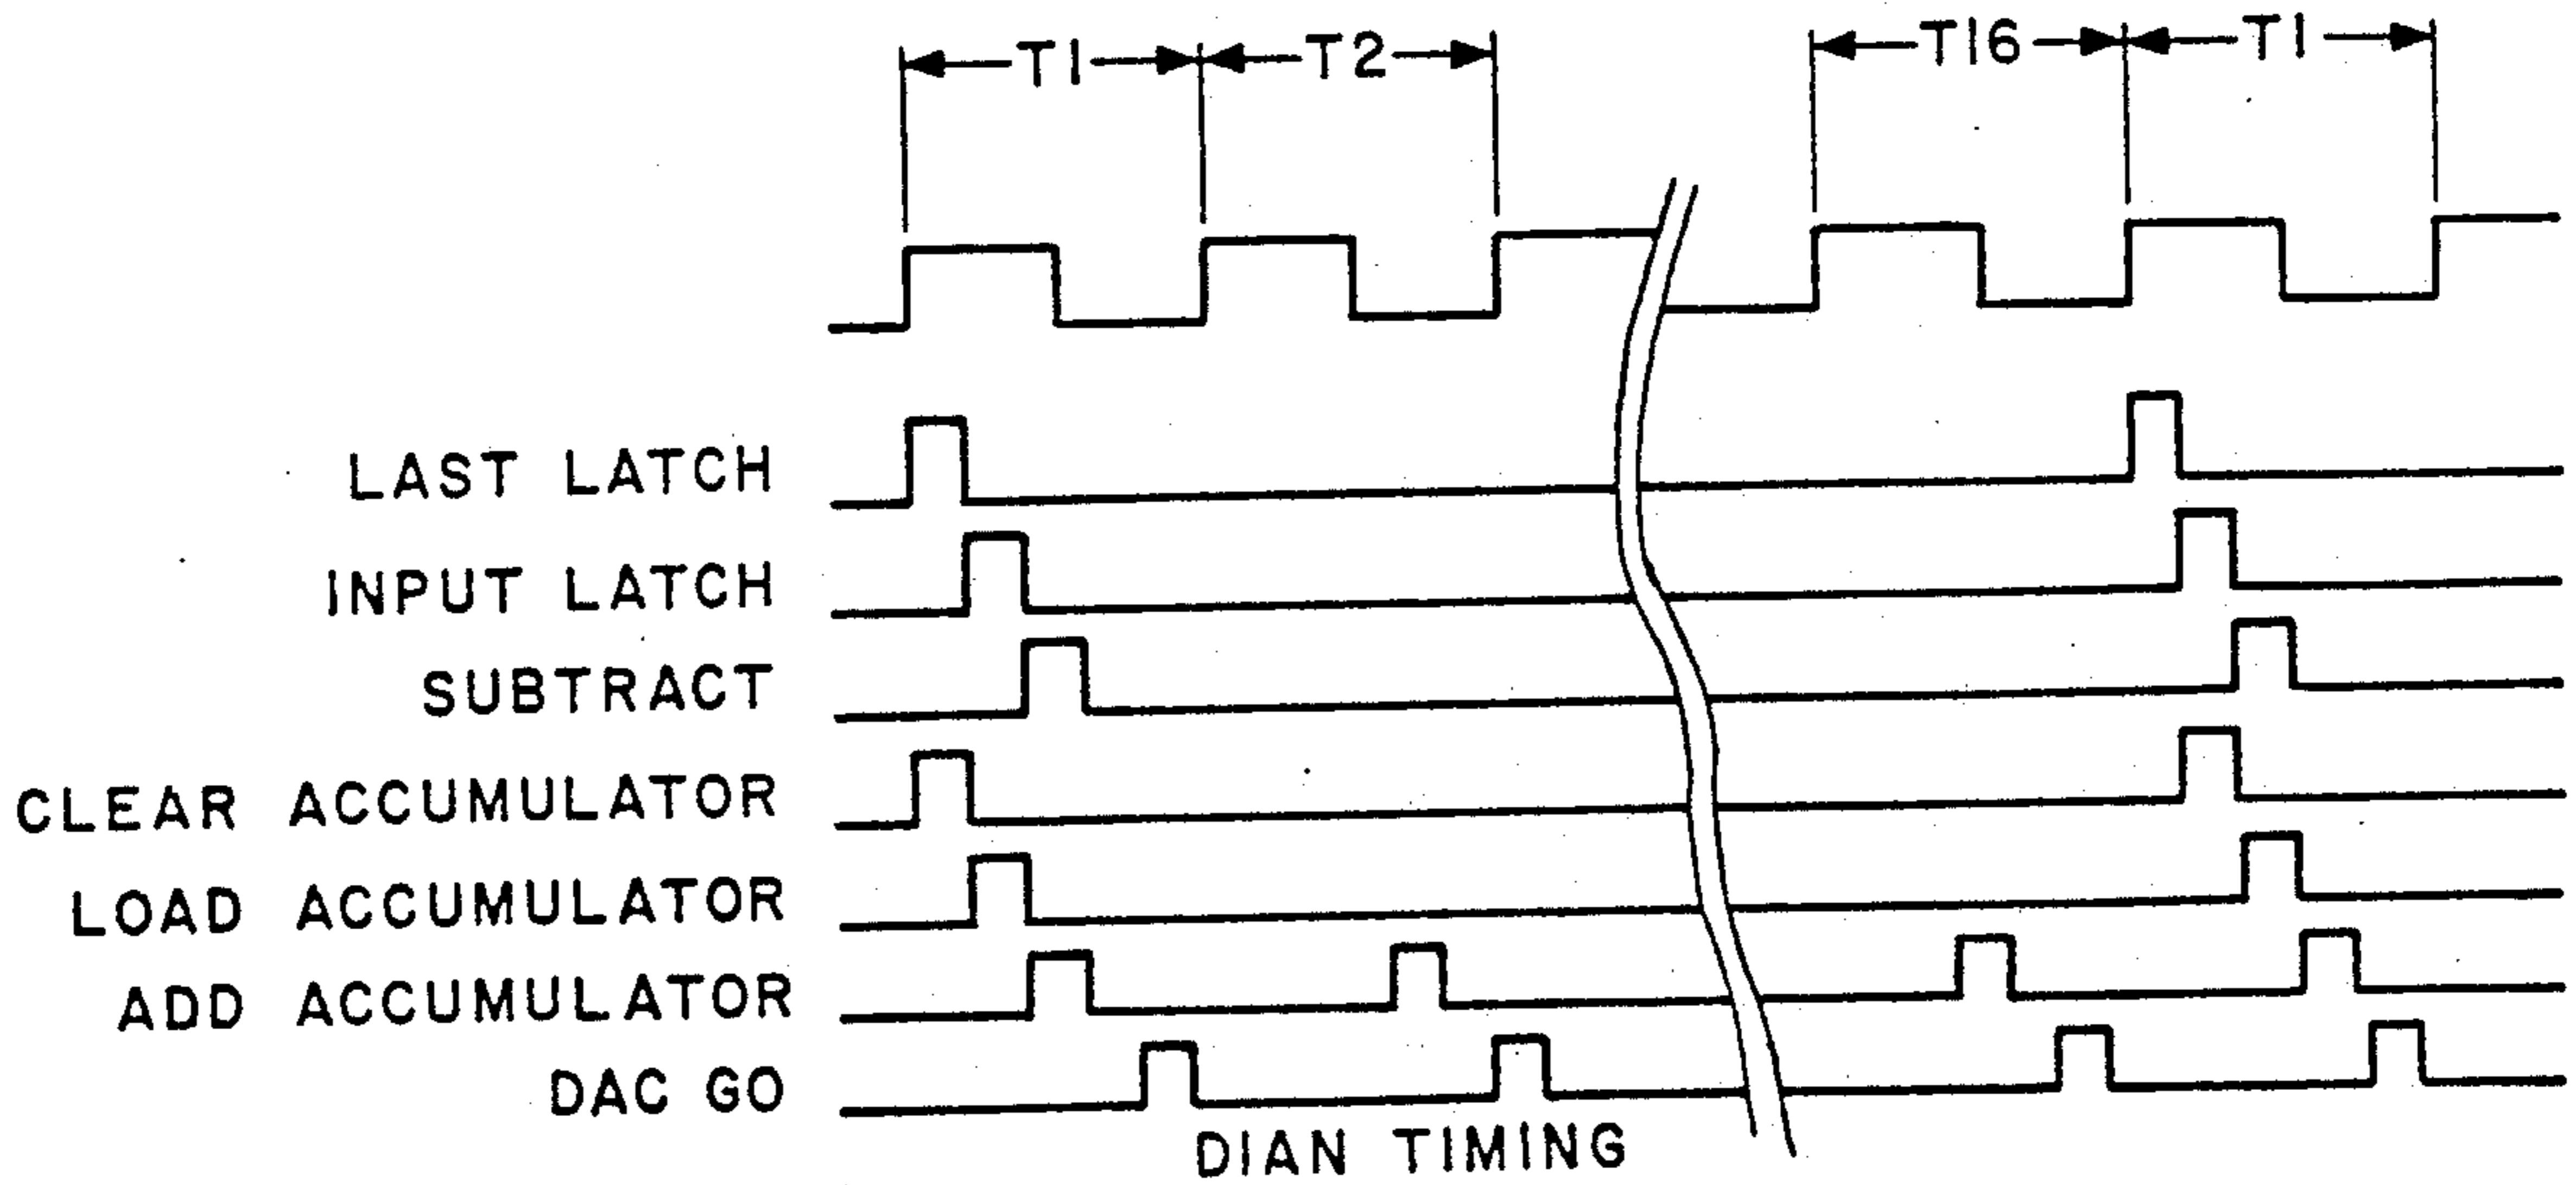 T1 T2 T16 T1
LAST LATCH
INPUT LATCH
SUBTRACT
CLEAR ACCUMULATOR
LOAD ACCUMULATOR
ADD ACCUMULATOR
DAC GO
DIAN TIMING